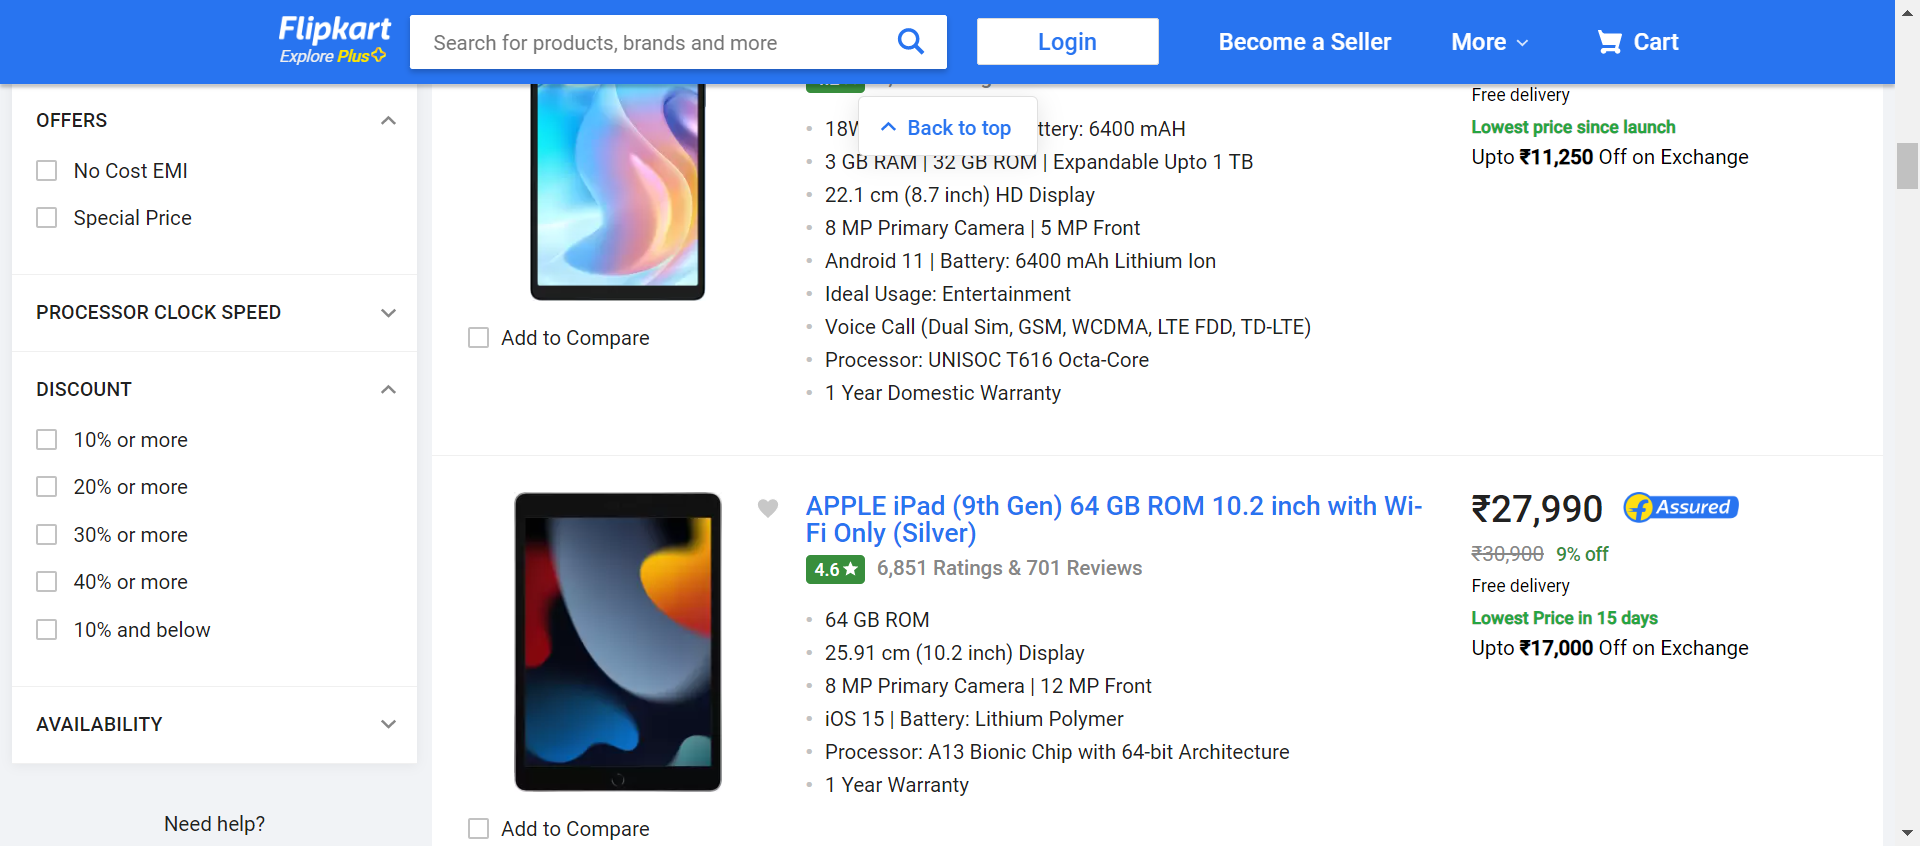 Flipkart
Explore Plus
Search for products, brands and more
Login
Become a Seller
More
Cart
OFFERS
No Cost EMI
Special Price
PROCESSOR CLOCK SPEED
DISCOUNT
10% or more
20% or more
30% or more
40% or more
10% and below
AVAILABILITY
Need help?
Back to top
18W ttery: 6400 mAH
3 GB RAM | 32 GB ROM | Expandable Upto 1 TB
22.1 cm (8.7 inch) HD Display
8 MP Primary Camera | 5 MP Front
Android 11 | Battery: 6400 mAh Lithium Ion
Ideal Usage: Entertainment
Voice Call (Dual Sim, GSM, WCDMA, LTE FDD, TD-LTE)
Processor: UNISOC T616 Octa-Core
1 Year Domestic Warranty
Add to Compare
Free delivery
Lowest price since launch
Upto ₹11,250 Off on Exchange
APPLE iPad (9th Gen) 64 GB ROM 10.2 inch with Wi-
Fi Only (Silver)
4.6★ 6,851 Ratings & 701 Reviews
64 GB ROM
25.91 cm (10.2 inch) Display
8 MP Primary Camera | 12 MP Front
iOS 15 | Battery: Lithium Polymer
Processor: A13 Bionic Chip with 64-bit Architecture
1 Year Warranty
Add to Compare
₹27,990 Assured
₹30,900 9% off
Free delivery
Lowest Price in 15 days
Upto ₹17,000 Off on Exchange